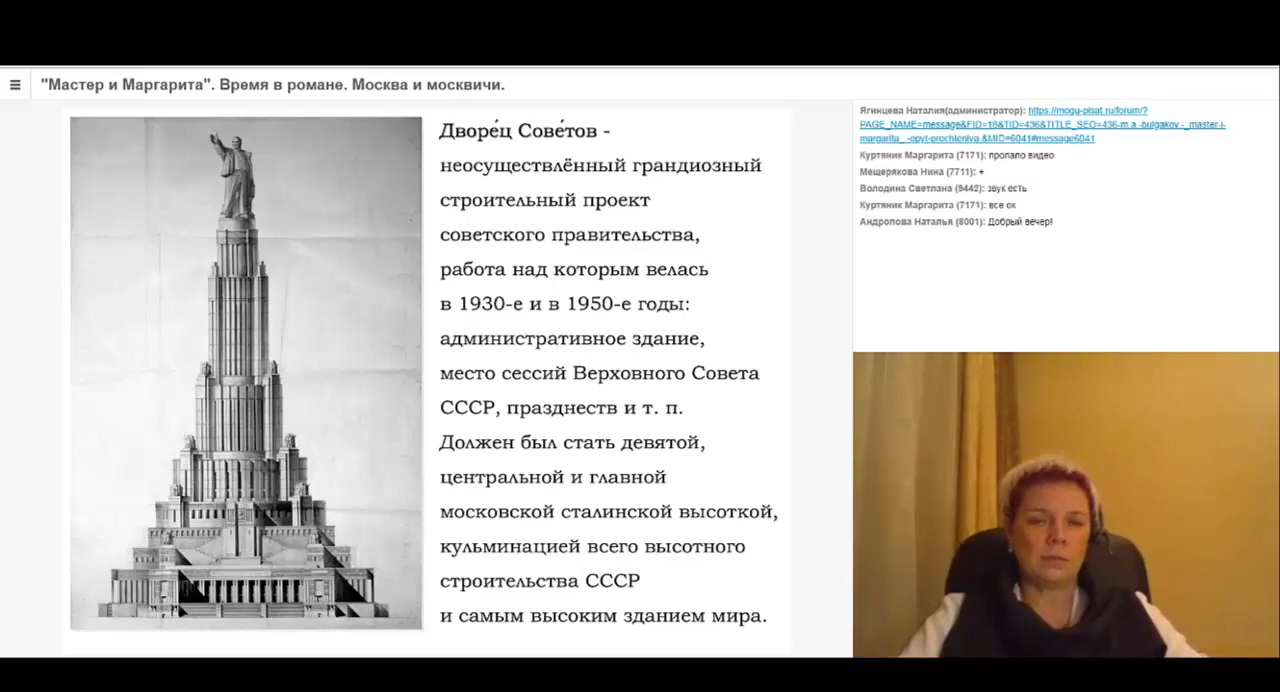 "Мастер и Маргарита". Время в романе. Москва и москвичи.
Дворе́ц Сове́тов -
неосуществлённый грандиозный
строительный проект
советского правительства,
работа над которым велась
в 1930-е и в 1950-е годы:
административное здание,
место сессий Верховного Совета
СССР, празднеств и т. п.
Должен был стать девятой,
центральной и главной
московской сталинской высоткой,
кульминацией всего высотного
строительства СССР
и самым высоким зданием мира.
Ягинцева Наталия(администратор): https://mogu-pisat.ru/forum/?
PAGE_NAME=message&FID=18&TID=436&TITLE_SEO=436-m.a.-bulgakov.-_master-i-
margarita_.-opyt-prochteniya.&MID=6041#message6041
Куртяник Маргарита (7171): пропало видео
Мещерякова Нина (7711): +
Володина Светлана (9442): звук есть
Куртяник Маргарита (7171): все ок
Андропова Наталья (8001): Добрый вечер!